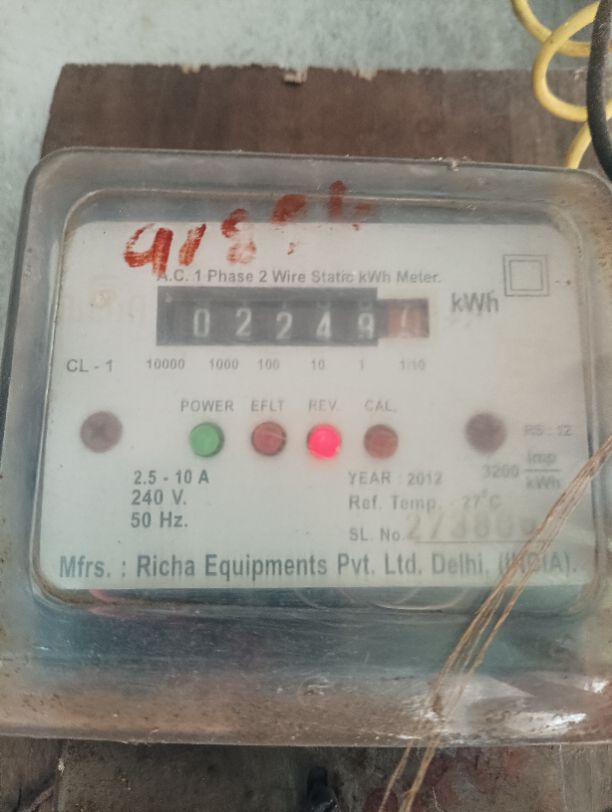 A.C. 1 Phase 2 Wire Static kWh Meter.
0 2 2 4 9 kWh
CL - 1 10000 1000 100 10 1 1/10
POWER EFLT REV. CAL.
RS : 12
2.5 - 10 A YEAR : 2012 3200 imp/kWh
240 V. Ref. Temp. 27°C
50 Hz. SL. No.
Mfrs. : Richa Equipments Pvt. Ltd. Delhi. (INDIA).